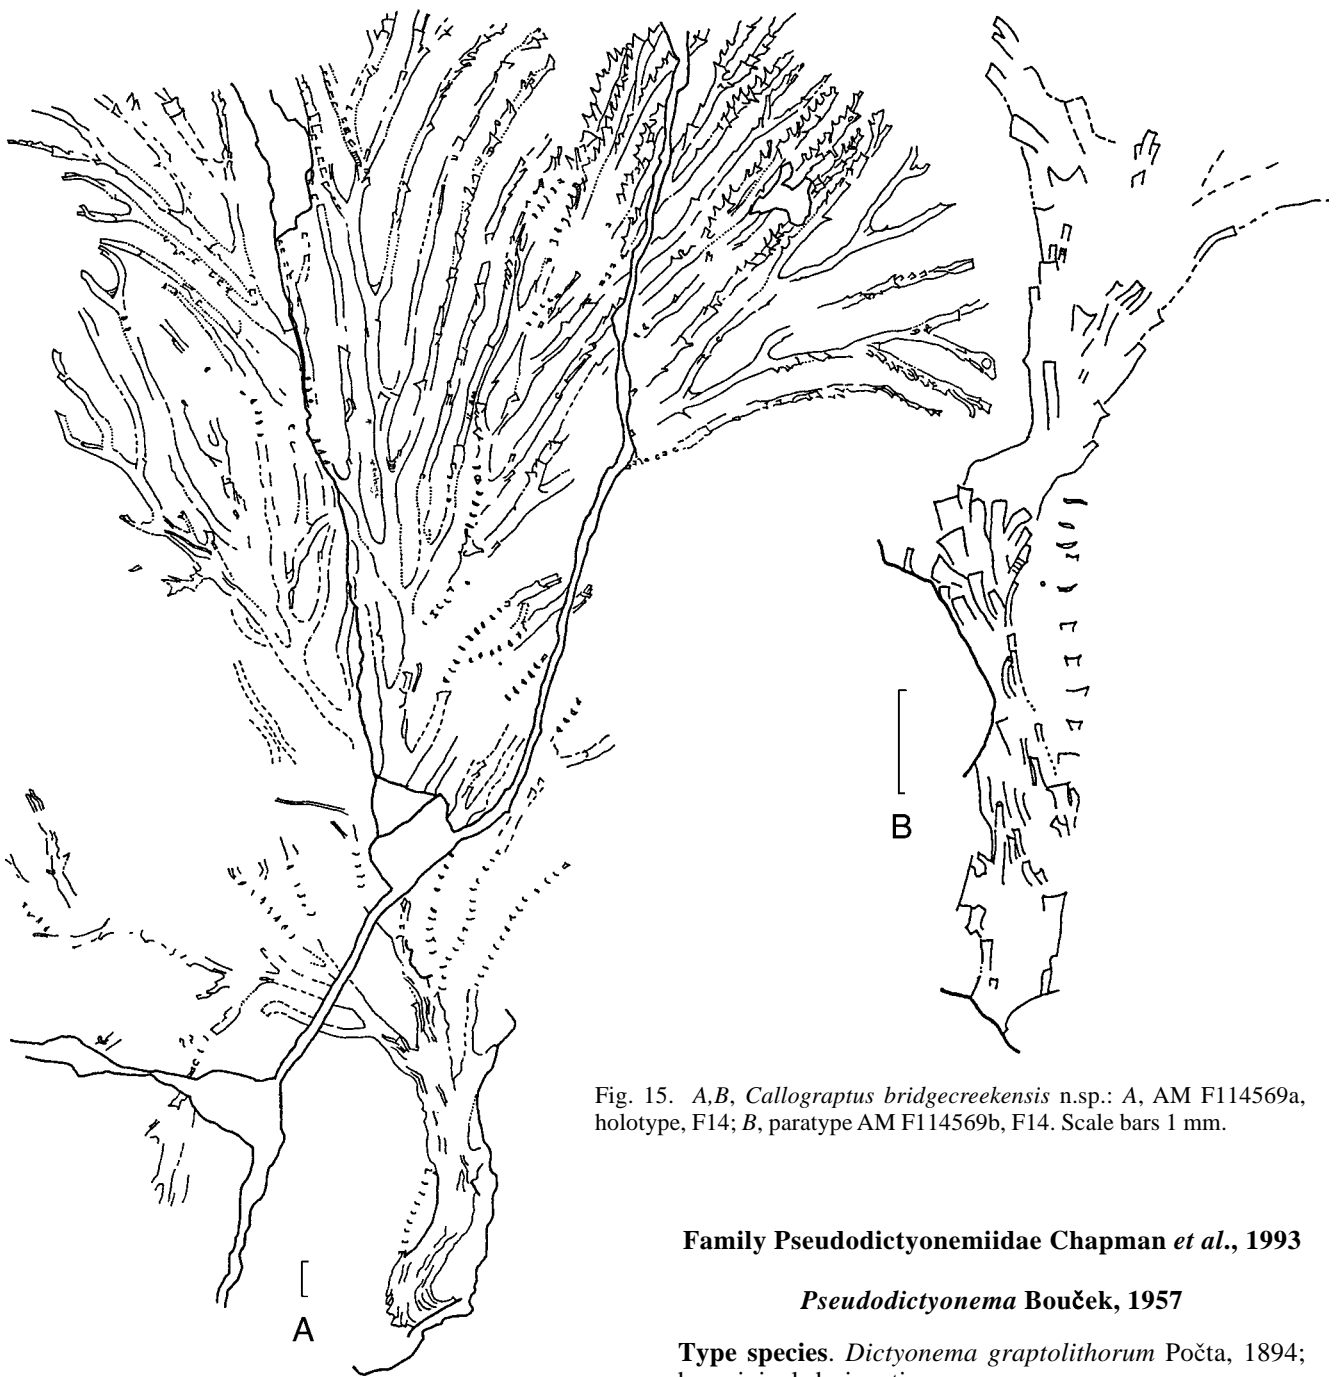 A
B
Fig. 15. A,B, Callograptus bridgecreekensis n.sp.: A, AM F114569a,
holotype, F14; B, paratype AM F114569b, F14. Scale bars 1 mm.
Family Pseudodictyonemiidae Chapman et al., 1993
Pseudodictyonema Bouček, 1957
Type species. Dictyonema graptolithorum Počta, 1894;